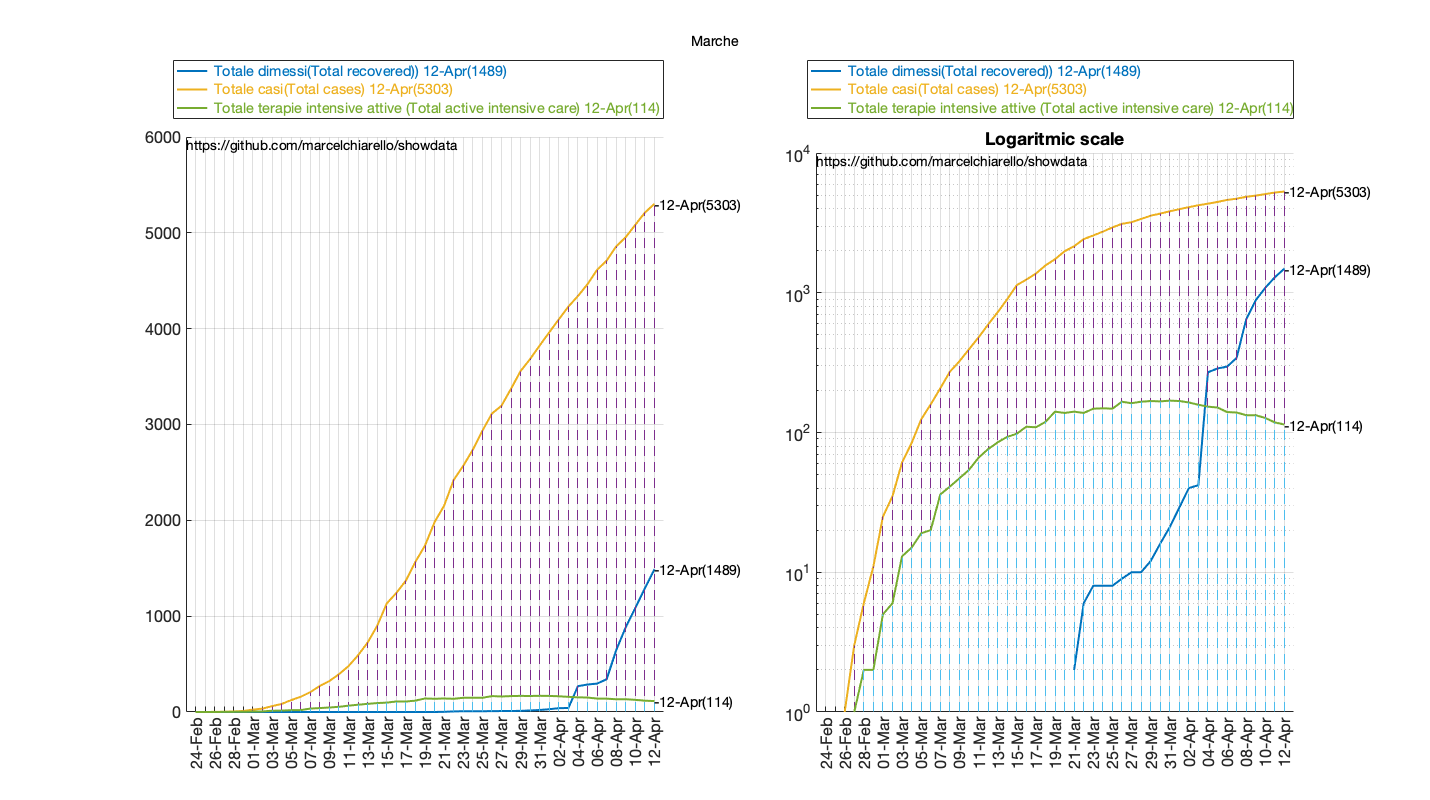 Marche
Totale dimessi(Total recovered)) 12-Apr(1489)
Totale casi(Total cases) 12-Apr(5303)
Totale terapie intensive attive (Total active intensive care) 12-Apr(114)
6000
https://github.com/marcelchiarello/showdata
12-Apr(5303)
5000
4000
3000
2000
12-Apr(1489)
1000
12-Apr(114)
0
24-Feb
26-Feb
28-Feb
01-Mar
03-Mar
05-Mar
07-Mar
09-Mar
11-Mar
13-Mar
15-Mar
17-Mar
19-Mar
21-Mar
23-Mar
25-Mar
27-Mar
29-Mar
31-Mar
02-Apr
04-Apr
06-Apr
08-Apr
10-Apr
12-Apr
Totale dimessi(Total recovered)) 12-Apr(1489)
Totale casi(Total cases) 12-Apr(5303)
Totale terapie intensive attive (Total active intensive care) 12-Apr(114)
Logaritmic scale
10^4
https://github.com/marcelchiarello/showdata
12-Apr(5303)
12-Apr(1489)
10^3
12-Apr(114)
10^2
10^1
10^0
24-Feb
26-Feb
28-Feb
01-Mar
03-Mar
05-Mar
07-Mar
09-Mar
11-Mar
13-Mar
15-Mar
17-Mar
19-Mar
21-Mar
23-Mar
25-Mar
27-Mar
29-Mar
31-Mar
02-Apr
04-Apr
06-Apr
08-Apr
10-Apr
12-Apr